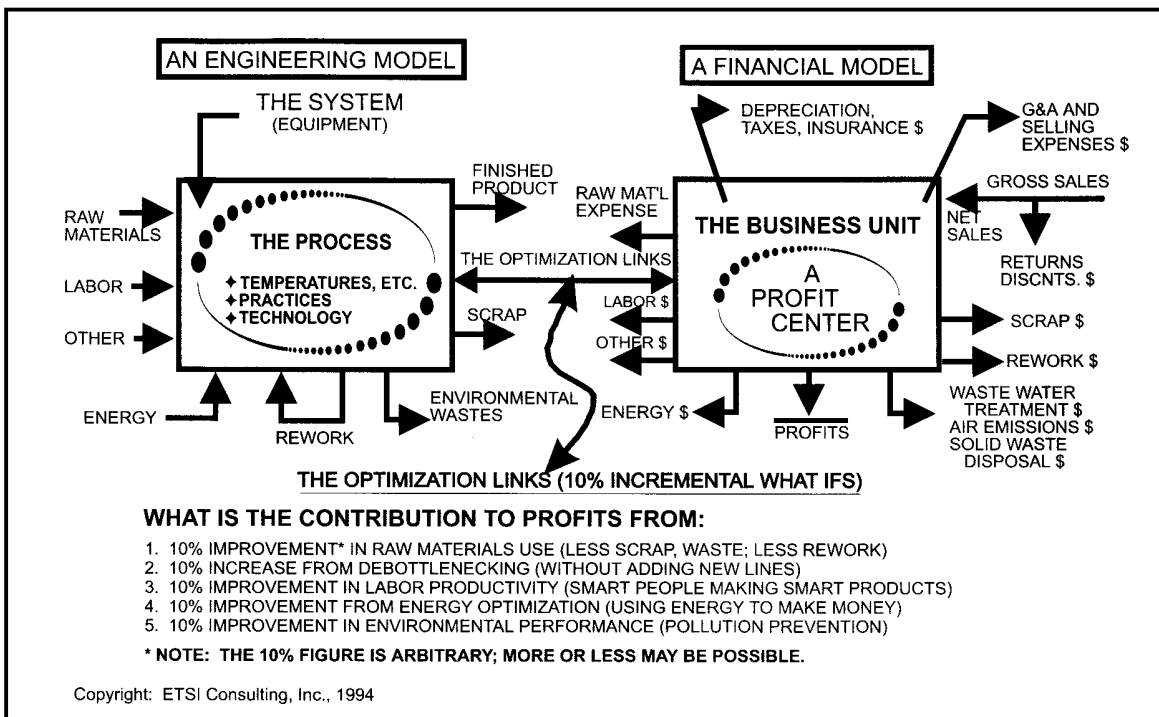 AN ENGINEERING MODEL
A FINANCIAL MODEL
THE SYSTEM
(EQUIPMENT)
DEPRECIATION,
TAXES, INSURANCE $
G&A AND
SELLING
EXPENSES $
RAW
MATERIALS
LABOR
OTHER
ENERGY
THE PROCESS
✦TEMPERATURES, ETC.
✦PRACTICES
✦TECHNOLOGY
REWORK
FINISHED
PRODUCT
SCRAP
ENVIRONMENTAL
WASTES
THE OPTIMIZATION LINKS
RAW MAT'L
EXPENSE
LABOR $
OTHER $
ENERGY $
THE BUSINESS UNIT
A
PROFIT
CENTER
PROFITS
GROSS SALES
NET
SALES
RETURNS
DISCNTS. $
SCRAP $
REWORK $
WASTE WATER
TREATMENT $
AIR EMISSIONS $
SOLID WASTE
DISPOSAL $
THE OPTIMIZATION LINKS (10% INCREMENTAL WHAT IFS)
WHAT IS THE CONTRIBUTION TO PROFITS FROM:
1. 10% IMPROVEMENT* IN RAW MATERIALS USE (LESS SCRAP, WASTE; LESS REWORK)
2. 10% INCREASE FROM DEBOTTLENECKING (WITHOUT ADDING NEW LINES)
3. 10% IMPROVEMENT IN LABOR PRODUCTIVITY (SMART PEOPLE MAKING SMART PRODUCTS)
4. 10% IMPROVEMENT FROM ENERGY OPTIMIZATION (USING ENERGY TO MAKE MONEY)
5. 10% IMPROVEMENT IN ENVIRONMENTAL PERFORMANCE (POLLUTION PREVENTION)
* NOTE: THE 10% FIGURE IS ARBITRARY; MORE OR LESS MAY BE POSSIBLE.
Copyright: ETSI Consulting, Inc., 1994